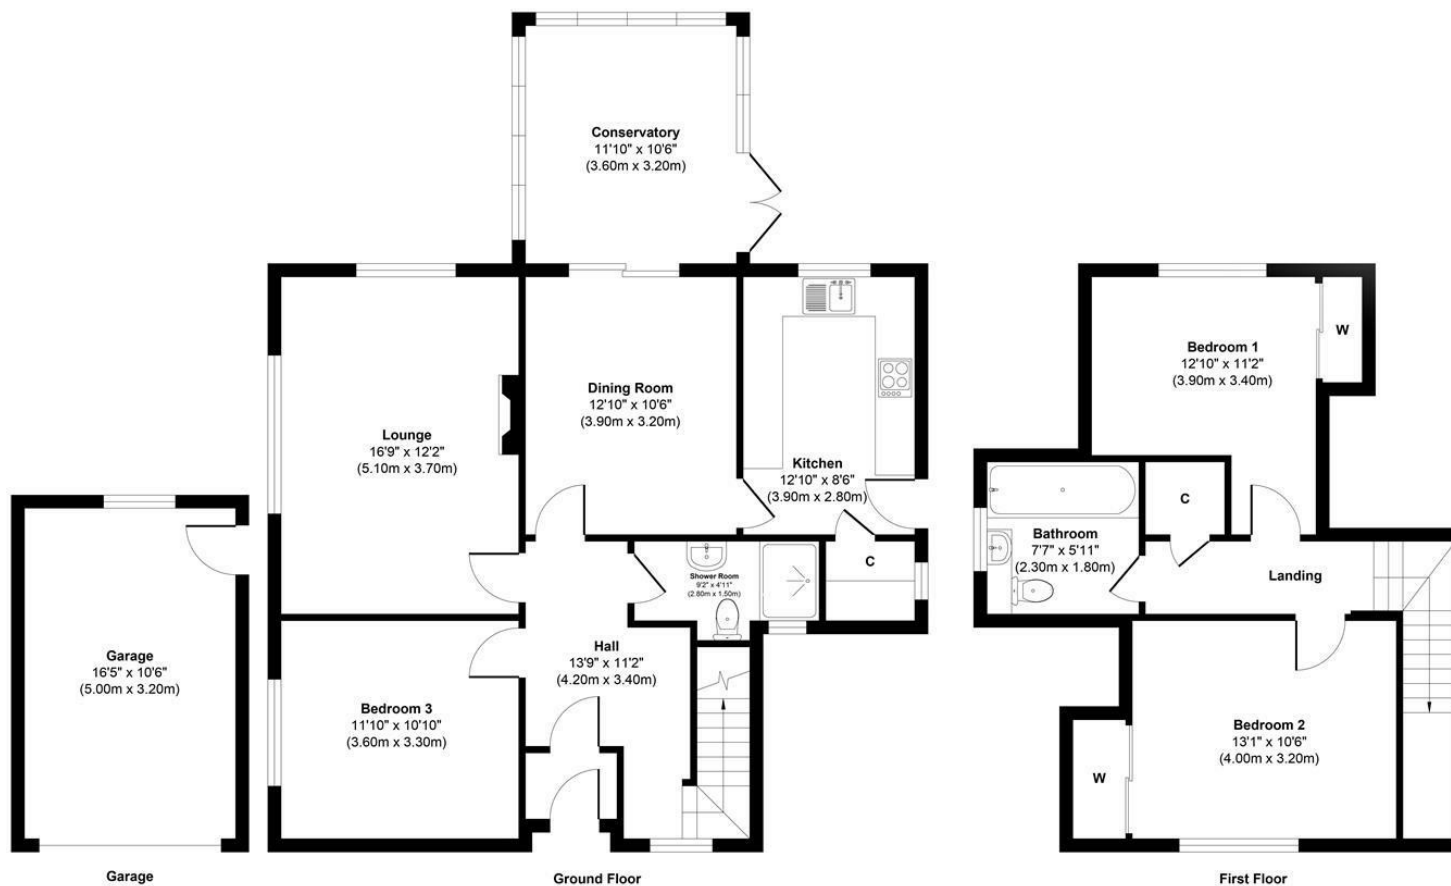 Conservatory
11'10" x 10'6"
(3.60m x 3.20m)
Lounge
16'9" x 12'2"
(5.10m x 3.70m)
Dining Room
12'10" x 10'6"
(3.90m x 3.20m)
Kitchen
12'10" x 8'6"
(3.90m x 2.80m)
C
Shower Room
9'2" x 4'11"
(2.80m x 1.50m)
Hall
13'9" x 11'2"
(4.20m x 3.40m)
Bedroom 3
11'10" x 10'10"
(3.60m x 3.30m)
Garage
16'5" x 10'6"
(5.00m x 3.20m)
Garage
Ground Floor
Bedroom 1
12'10" x 11'2"
(3.90m x 3.40m)
W
C
Bathroom
7'7" x 5'11"
(2.30m x 1.80m)
Landing
Bedroom 2
13'1" x 10'6"
(4.00m x 3.20m)
W
First Floor